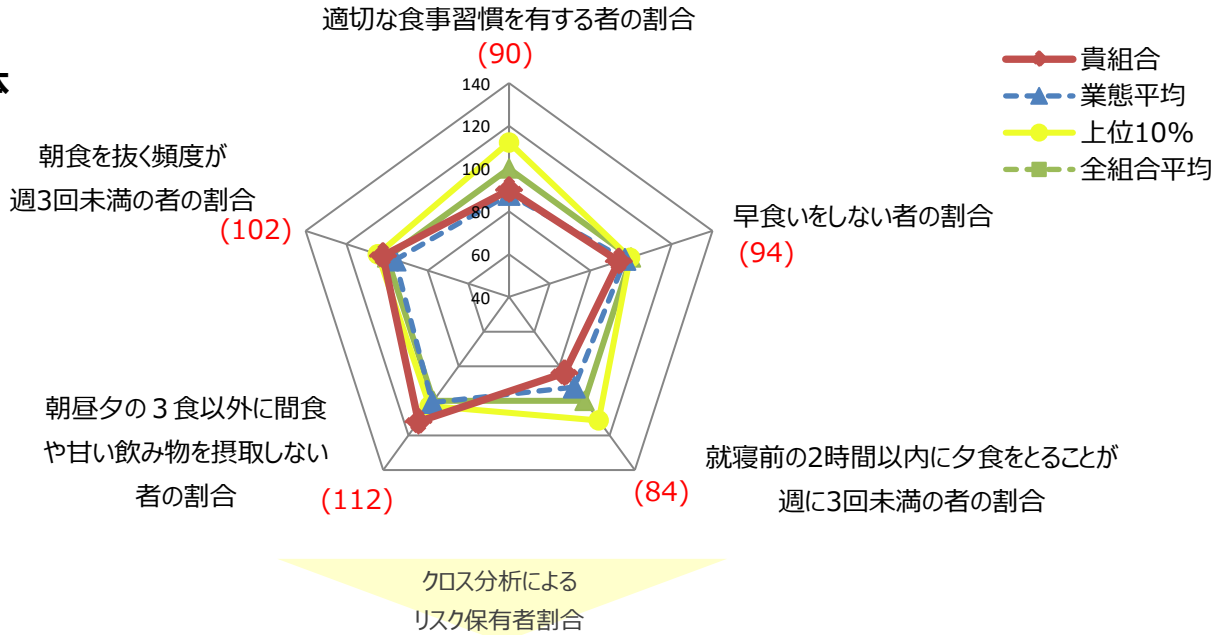 適切な食事習慣を有する者の割合
(90)
体
貴組合
業態平均
上位10%
全組合平均
140
120
100
80
60
40
朝食を抜く頻度が
週3回未満の者の割合
(102)
早食いをしない者の割合
(94)
朝昼夕の３食以外に間食
や甘い飲み物を摂取しない
者の割合
(112)
就寝前の2時間以内に夕食をとることが
週に3回未満の者の割合
(84)
クロス分析による
リスク保有者割合